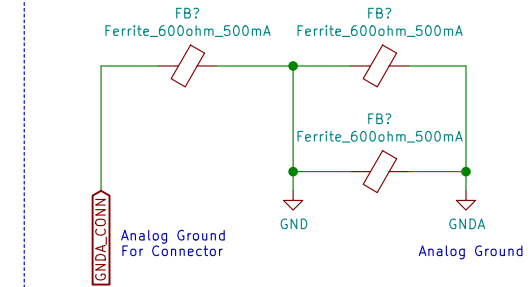 FB?
Ferrite_600ohm_500mA
FB?
Ferrite_600ohm_500mA
FB?
Ferrite_600ohm_500mA
GNDA_CONN
Analog Ground
For Connector
GND
GNDA
Analog Ground